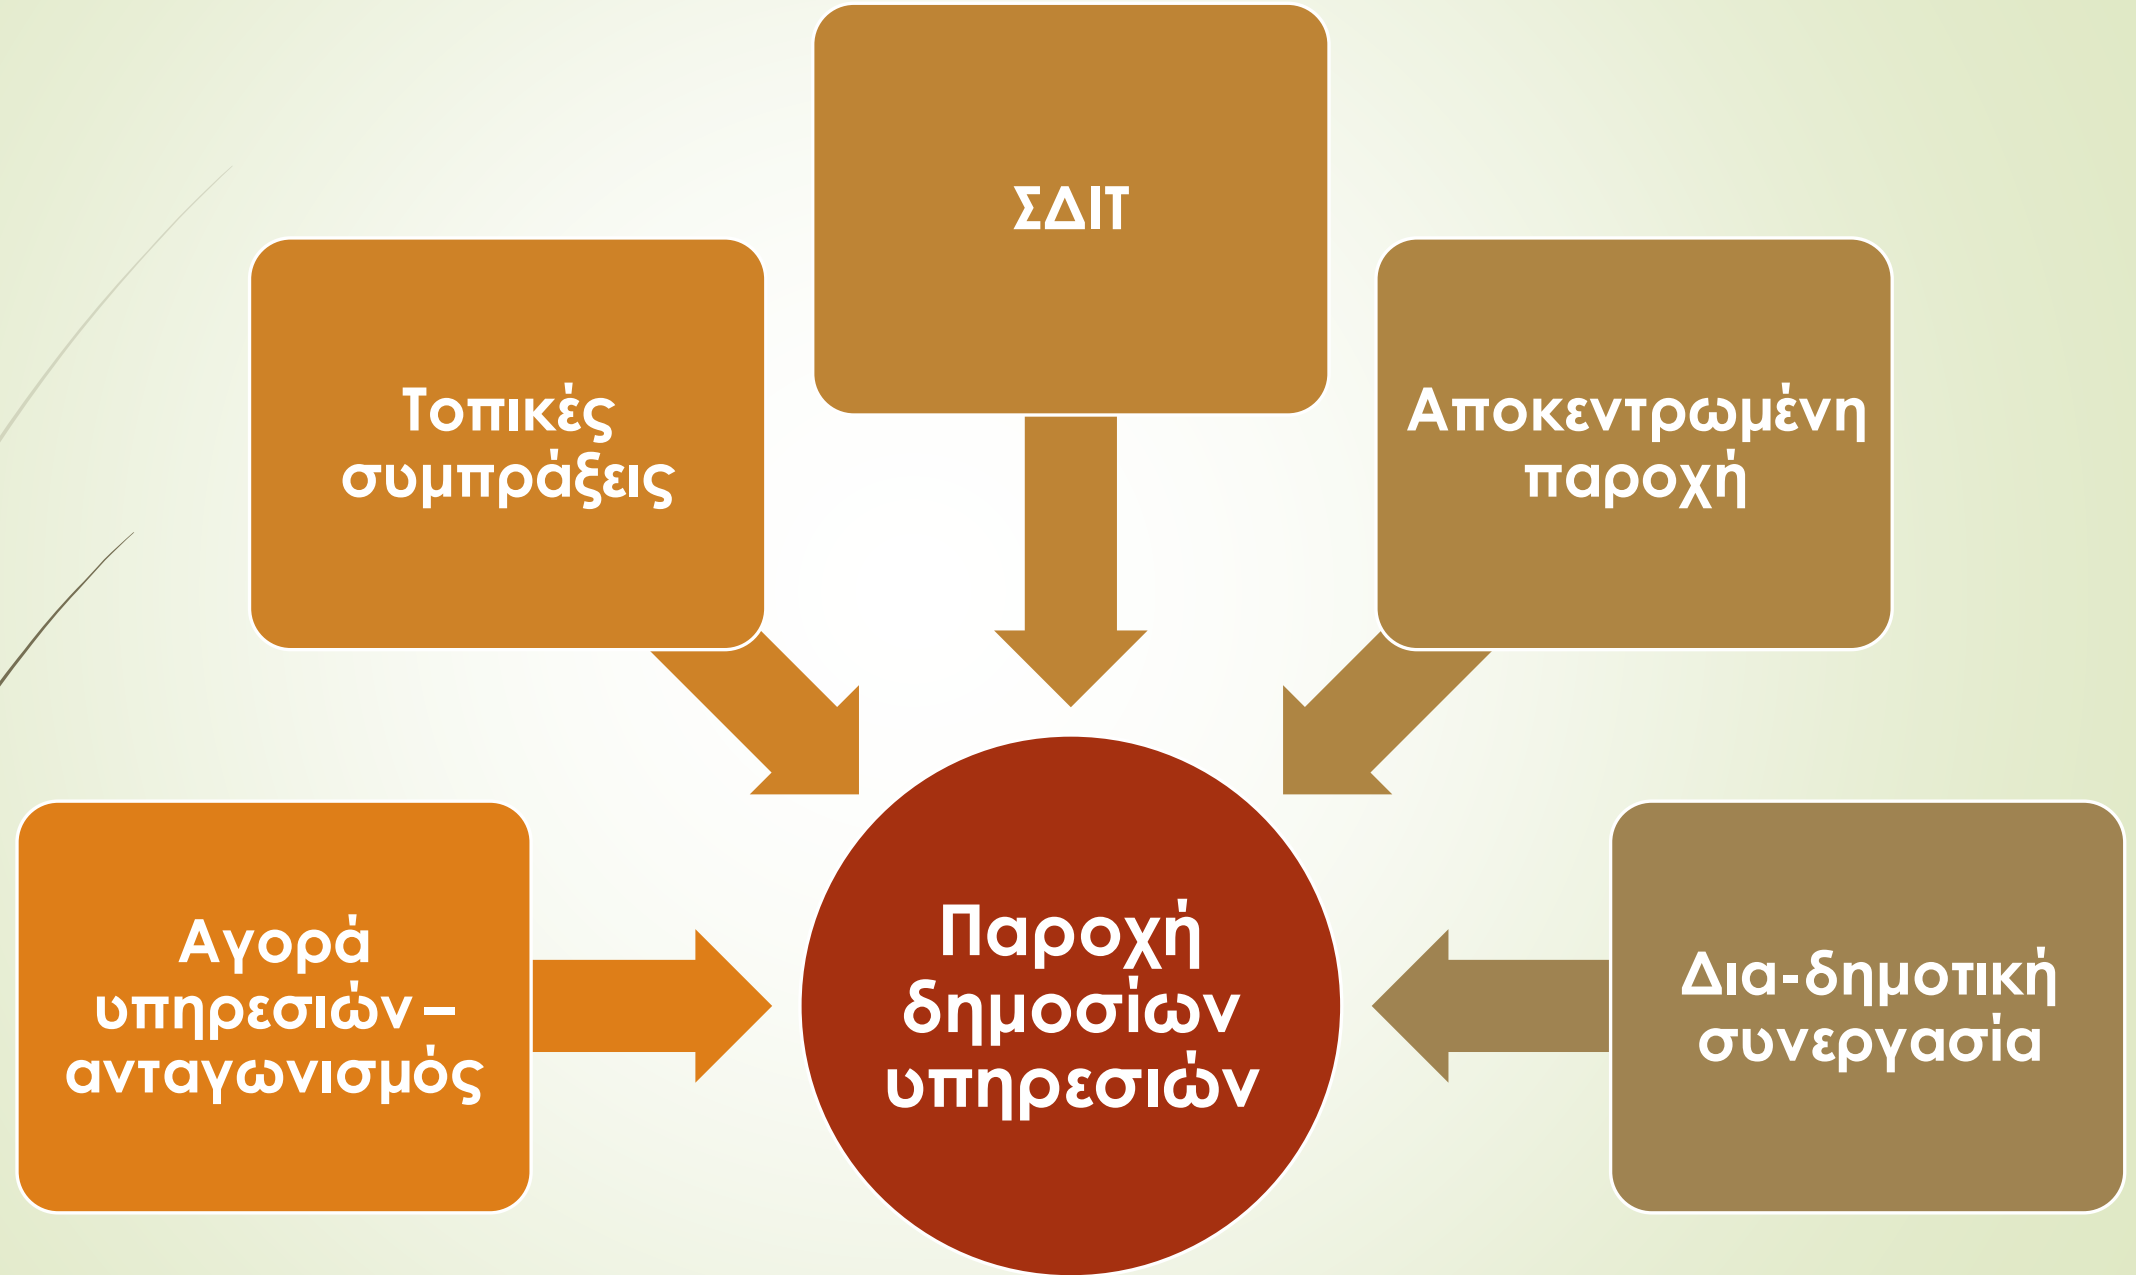 ΣΔΙΤ
Τοπικές
συμπράξεις
Αποκεντρωμένη
παροχή
Αγορά
υπηρεσιών –
ανταγωνισμός
Παροχή
δημοσίων
υπηρεσιών
Δια-δημοτική
συνεργασία